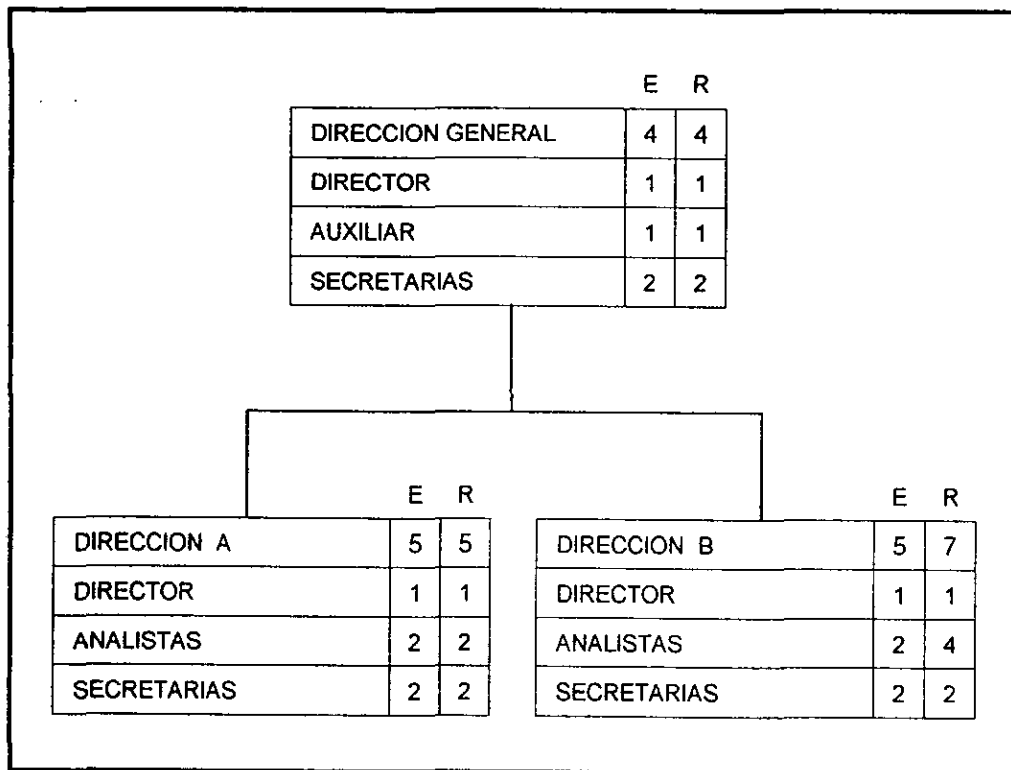 E R
DIRECCION GENERAL 4 4
DIRECTOR 1 1
AUXILIAR 1 1
SECRETARIAS 2 2
E R
DIRECCION A 5 5
DIRECTOR 1 1
ANALISTAS 2 2
SECRETARIAS 2 2
E R
DIRECCION B 5 7
DIRECTOR 1 1
ANALISTAS 2 4
SECRETARIAS 2 2